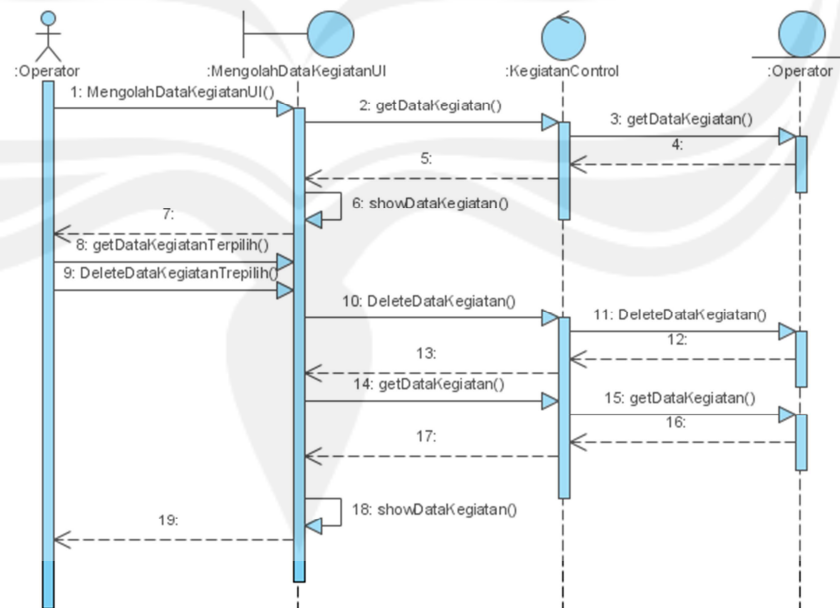 :Operator
:MengolahDataKegiatanUI
:KegiatanControl
:Operator
1: MengolahDataKegiatanUI()
2: getDataKegiatan()
3: getDataKegiatan()
4:
5:
6: showDataKegiatan()
7:
8: getDataKegiatanTerpilih()
9: DeleteDataKegiatanTrepilih()
10: DeleteDataKegiatan()
11: DeleteDataKegiatan()
12:
13:
14: getDataKegiatan()
15: getDataKegiatan()
16:
17:
18: showDataKegiatan()
19: